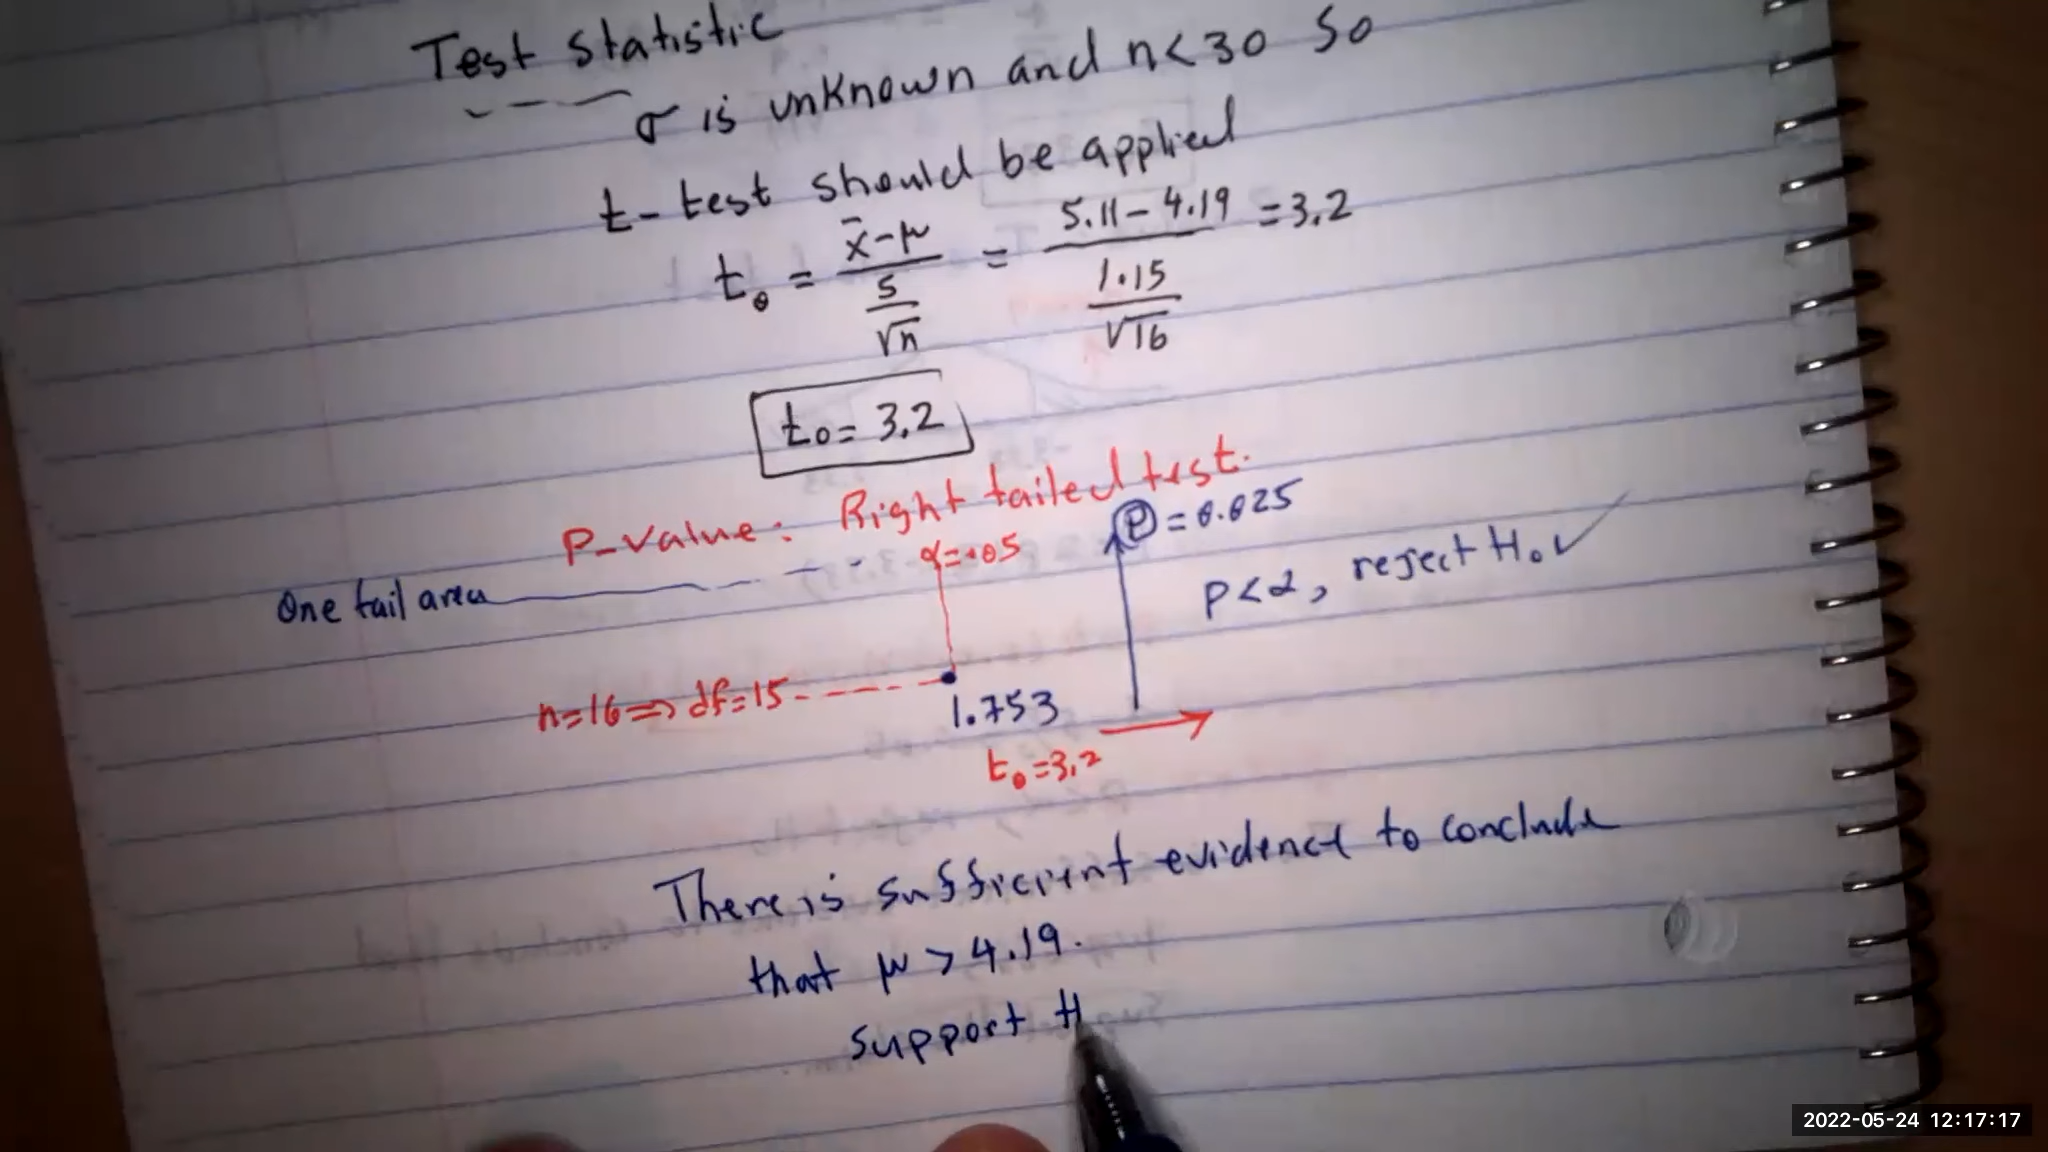 Test statistic
σ is unknown and n<30 So
t-test should be applied
t₀ = x̄-μ / s/√n = 5.11-4.19 / 1.15/√16 = 3.2
t₀ = 3.2
P-value: Right tailed test.
α=.05
P = 0.025
One tail area
P<α, reject H₀ ✓
n=16 ⇒ df=15
1.753
t₀=3.2
There is sufficient evidence to conclude
that μ > 4.19.
support H
2022-05-24 12:17:17